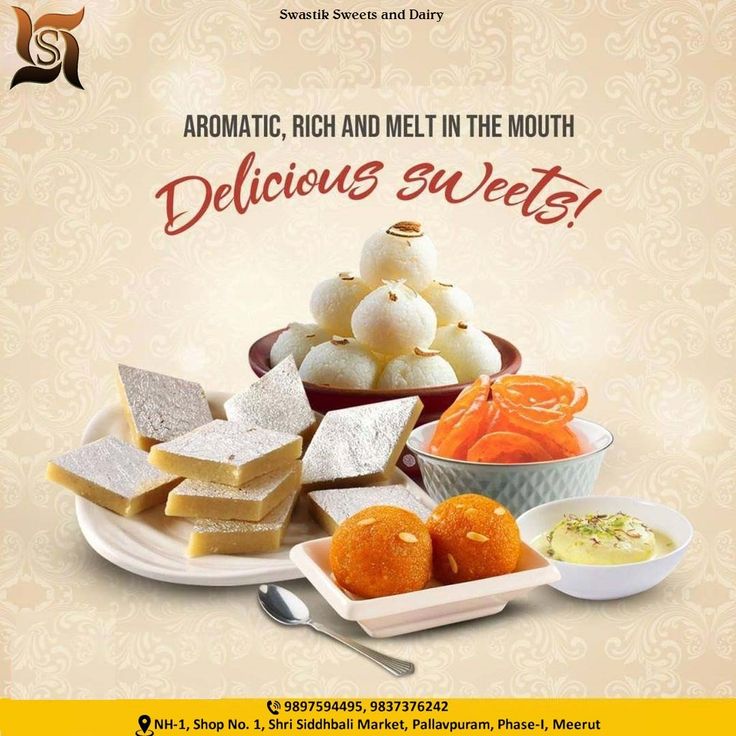 S
Swastik Sweets and Dairy
AROMATIC, RICH AND MELT IN THE MOUTH
Delicious sweets!
9897594495, 9837376242
NH-1, Shop No. 1, Shri Siddhbali Market, Pallavpuram, Phase-I, Meerut